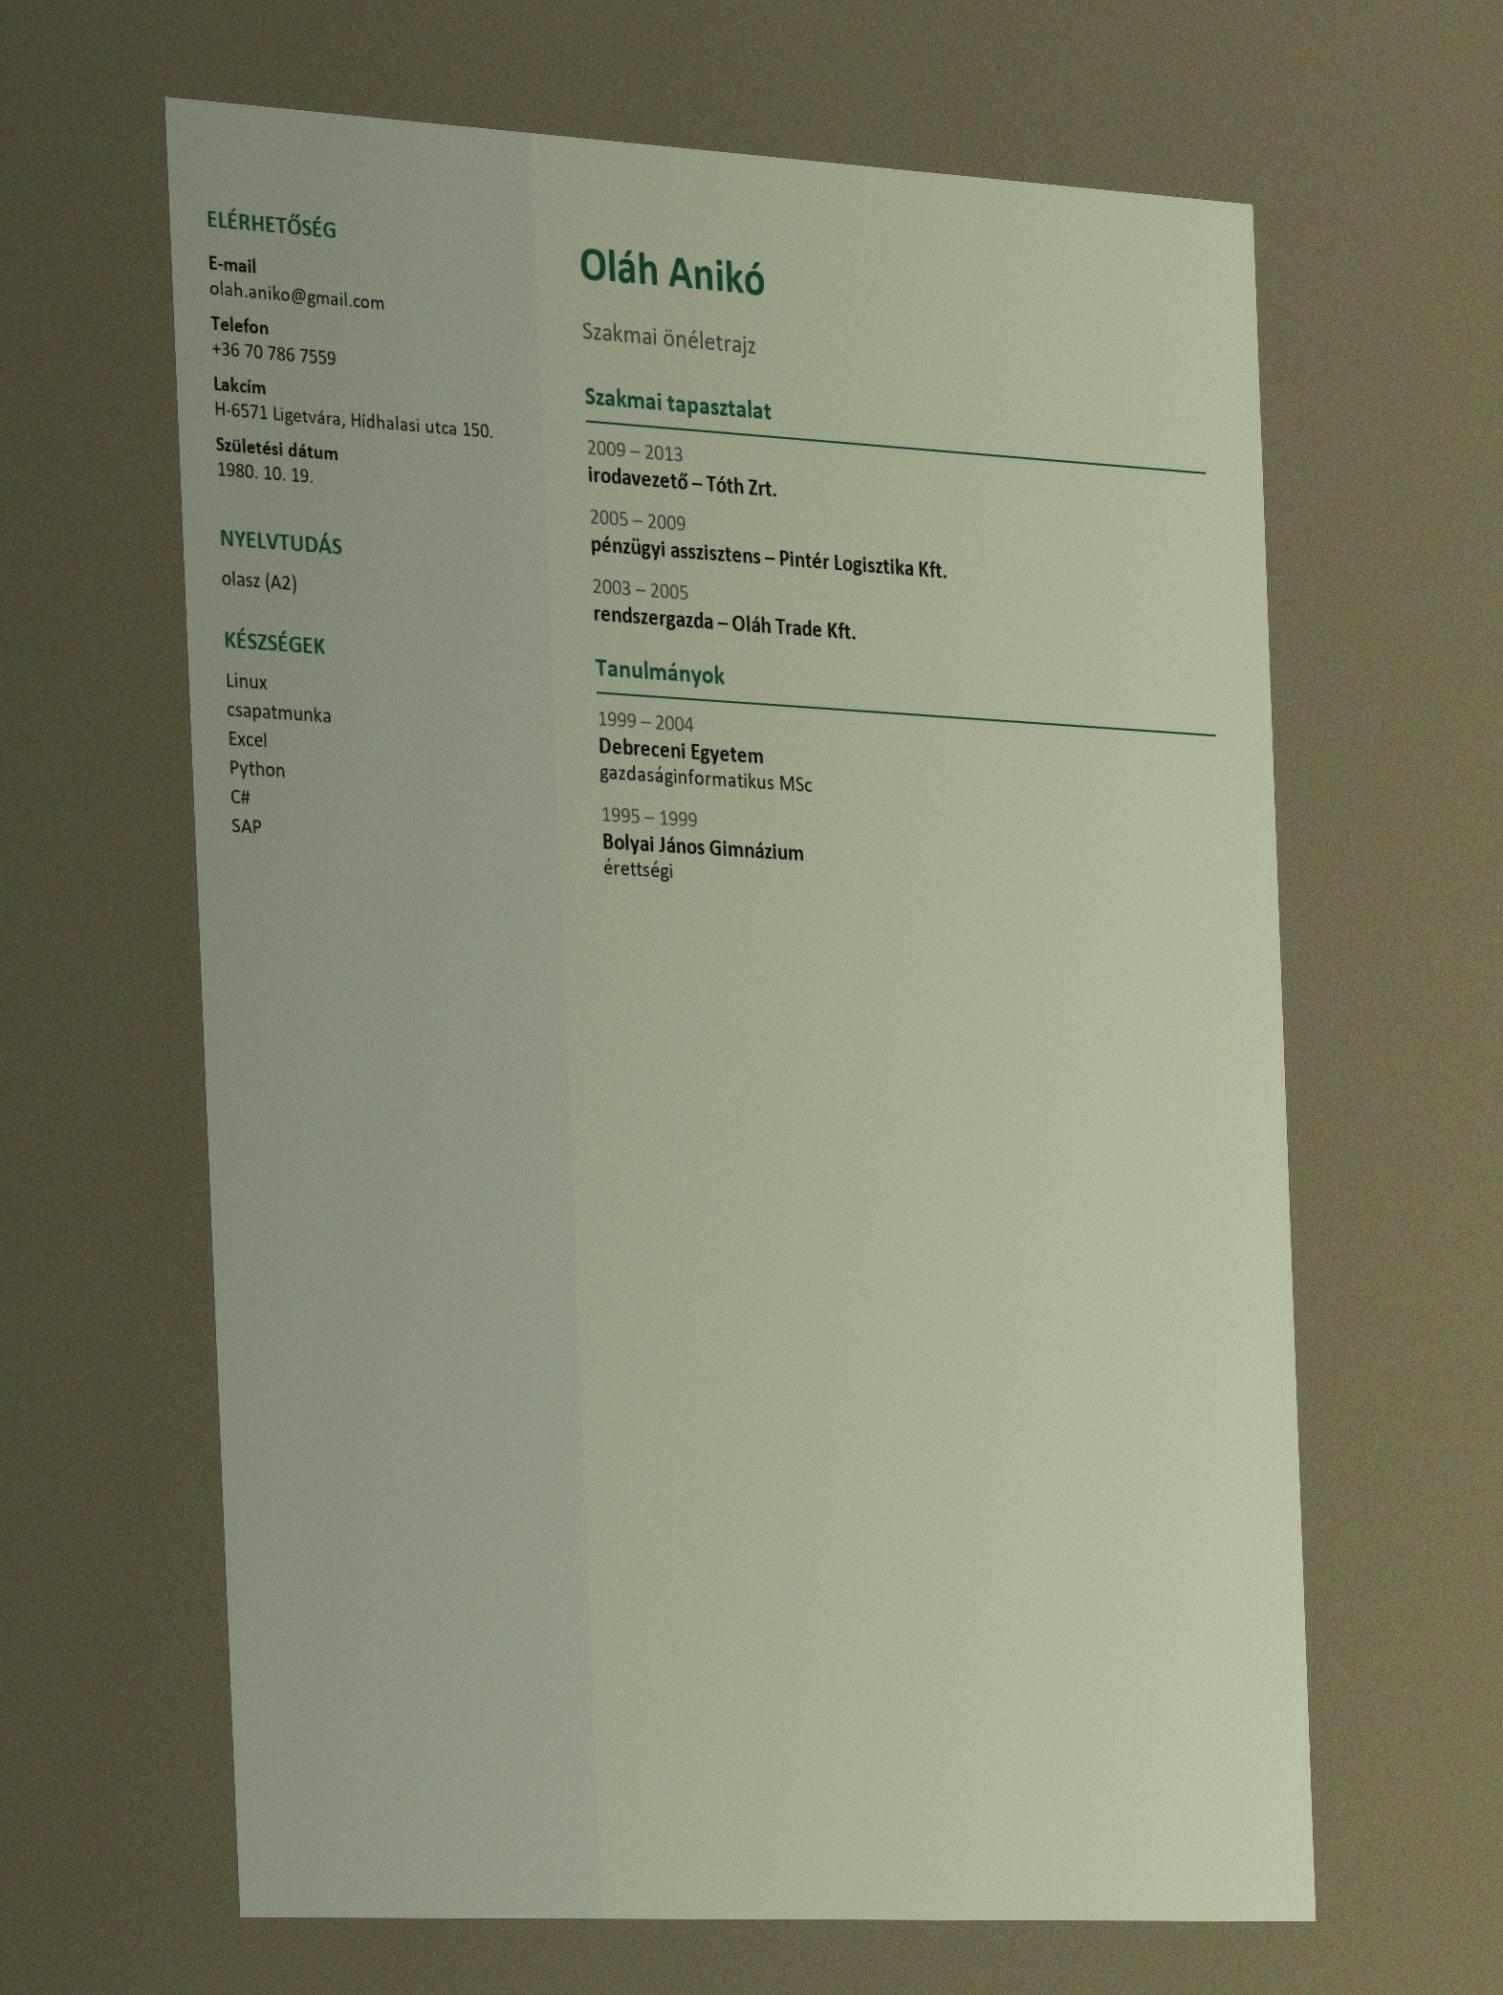 ELÉRHETŐSÉG
E-mail
olah.aniko@gmail.com
Telefon
+36 70 786 7559
Lakcím
H-6571 Ligetvára, Hídhalasi utca 150.
Születési dátum
1980. 10. 19.
NYELVTUDÁS
olasz (A2)
KÉSZSÉGEK
Linux
csapatmunka
Excel
Python
C#
SAP
Oláh Anikó
Szakmai önéletrajz
Szakmai tapasztalat
2009 – 2013
irodavezető – Tóth Zrt.
2005 – 2009
pénzügyi asszisztens – Pintér Logisztika Kft.
2003 – 2005
rendszergazda – Oláh Trade Kft.
Tanulmányok
1999 – 2004
Debreceni Egyetem
gazdaságinformatikus MSc
1995 – 1999
Bolyai János Gimnázium
érettségi